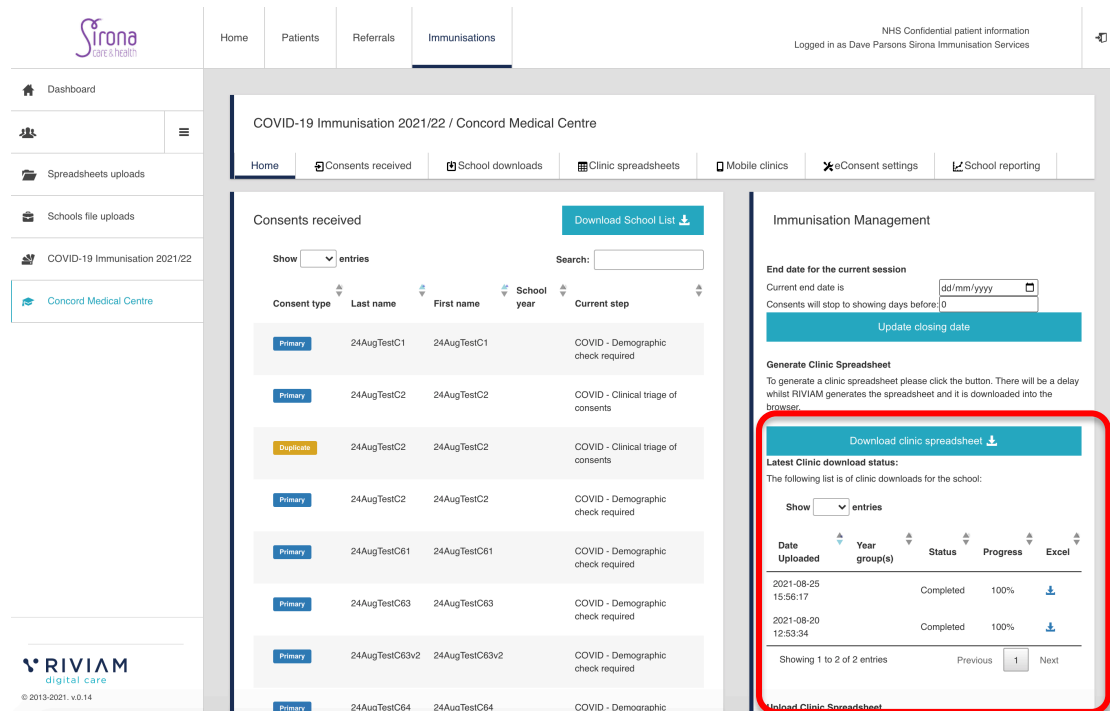 Sirona
care & health
Home
Patients
Referrals
Immunisations
NHS Confidential patient information
Logged in as Dave Parsons Sirona Immunisation Services
Dashboard
Spreadsheets uploads
Schools file uploads
COVID-19 Immunisation 2021/22
Concord Medical Centre
RIVIAM
digital care
© 2013-2021. v.0.14
COVID-19 Immunisation 2021/22 / Concord Medical Centre
Home
Consents received
School downloads
Clinic spreadsheets
Mobile clinics
eConsent settings
School reporting
Consents received
Download School List
Show entries
Search:
Consent type Last name First name School year Current step
Primary 24AugTestC1 24AugTestC1 COVID - Demographic
check required
Primary 24AugTestC2 24AugTestC2 COVID - Clinical triage of
consents
Duplicate 24AugTestC2 24AugTestC2 COVID - Clinical triage of
consents
Primary 24AugTestC2 24AugTestC2 COVID - Demographic
check required
Primary 24AugTestC61 24AugTestC61 COVID - Demographic
check required
Primary 24AugTestC63 24AugTestC63 COVID - Demographic
check required
Primary 24AugTestC63v2 24AugTestC63v2 COVID - Demographic
check required
Primary 24AugTestC64 24AugTestC64 COVID - Demographic
Immunisation Management
End date for the current session
Current end date is dd/mm/yyyy
Consents will stop to showing days before: 0
Update closing date
Generate Clinic Spreadsheet
To generate a clinic spreadsheet please click the button. There will be a delay
whilst RIVIAM generates the spreadsheet and it is downloaded into the
browser.
Download clinic spreadsheet
Latest Clinic download status:
The following list is of clinic downloads for the school:
Show entries
Date Year
Uploaded group(s) Status Progress Excel
2021-08-25
15:56:17 Completed 100%
2021-08-20
12:53:34 Completed 100%
Showing 1 to 2 of 2 entries Previous 1 Next
Upload Clinic Spreadsheet